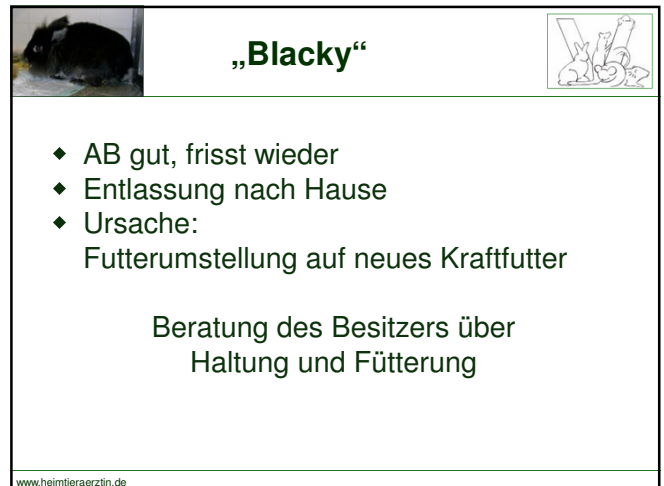 „Blacky“
◆ AB gut, frisst wieder
◆ Entlassung nach Hause
◆ Ursache:
Futterumstellung auf neues Kraftfutter
Beratung des Besitzers über
Haltung und Fütterung
www.heimtieraerztin.de